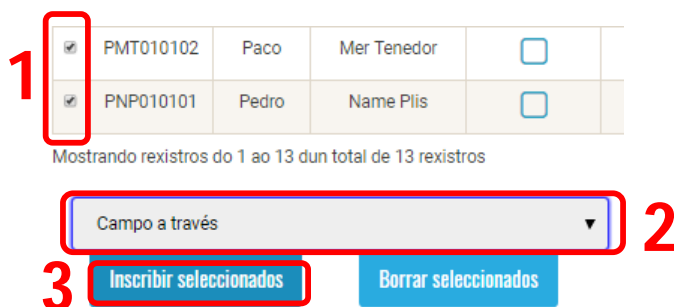 1
PMT010102 Paco Mer Tenedor
PNP010101 Pedro Name Plis
Mostrando rexistros do 1 ao 13 dun total de 13 rexistros
Campo a través
2
3
Inscribir seleccionados Borrar seleccionados